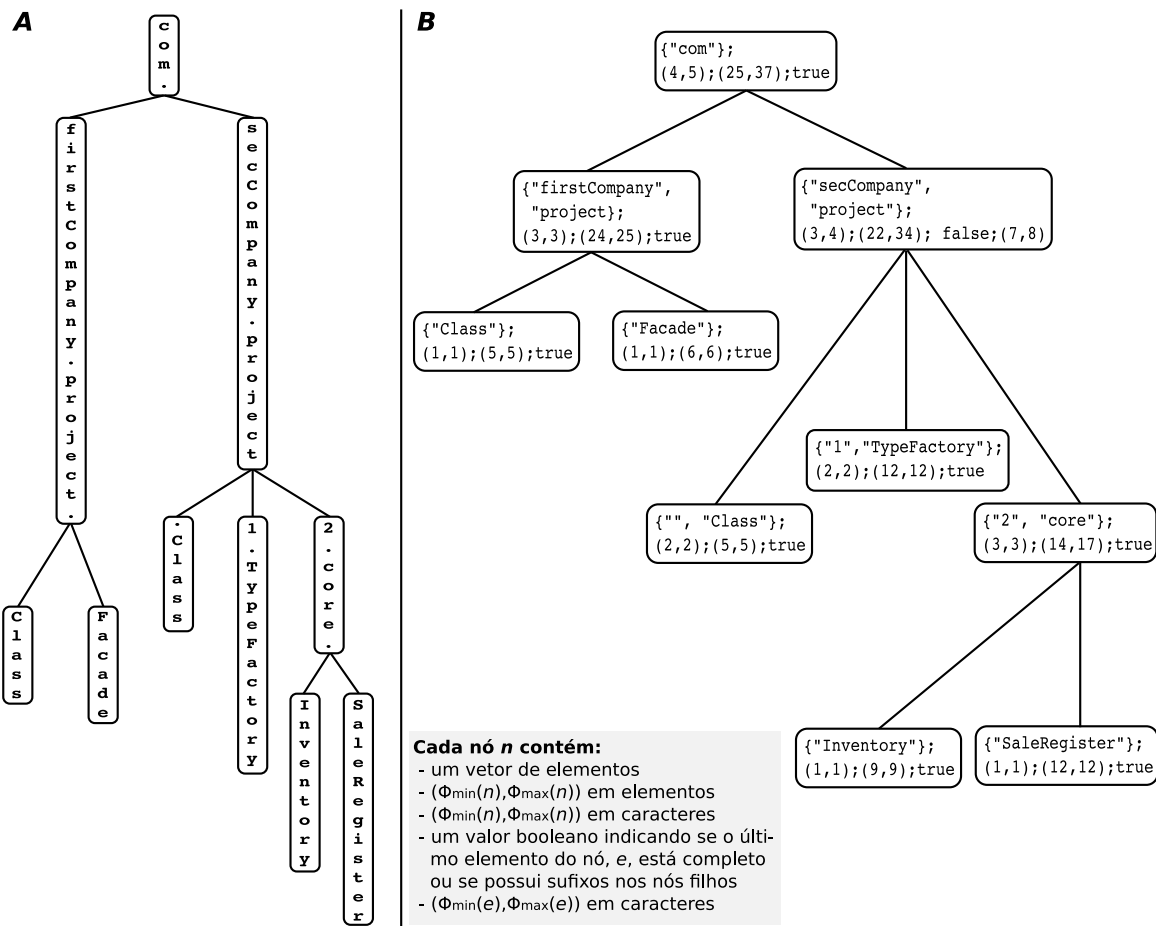 A
com.
firstCompany.project.
secCompany.project
Class
Facade
.Class
1.TypeFactory
2.core.
Inventory
SaleRegister
B
{"com"};
(4,5);(25,37);true
{"firstCompany",
"project};
(3,3);(24,25);true
{"secCompany",
"project"};
(3,4);(22,34); false;(7,8)
{"Class"};
(1,1);(5,5);true
{"Facade"};
(1,1);(6,6);true
{"1","TypeFactory"};
(2,2);(12,12);true
{"", "Class"};
(2,2);(5,5);true
{"2", "core"};
(3,3);(14,17);true
{"Inventory"};
(1,1);(9,9);true
{"SaleRegister"};
(1,1);(12,12);true
Cada nó n contém:
- um vetor de elementos
- (Φmin(n),Φmax(n)) em elementos
- (Φmin(n),Φmax(n)) em caracteres
- um valor booleano indicando se o últi-
mo elemento do nó, e, está completo
ou se possui sufixos nos nós filhos
- (Φmin(e),Φmax(e)) em caracteres